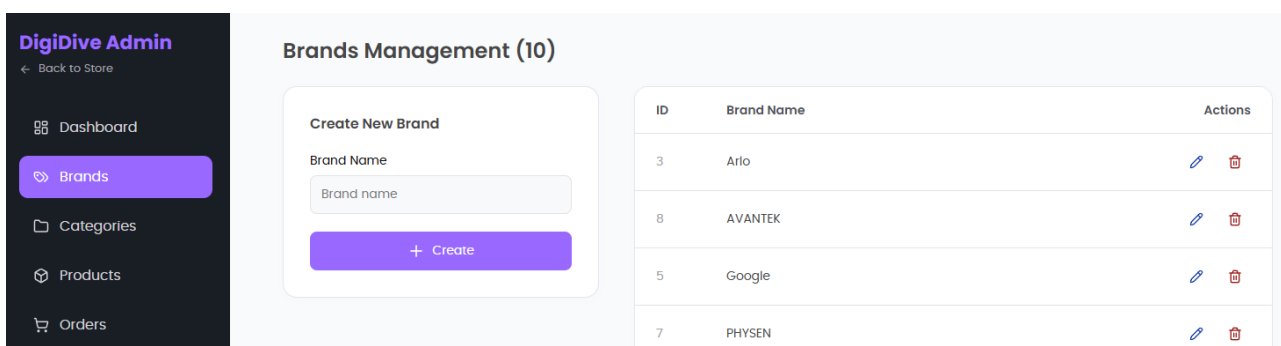 DigiDive Admin
← Back to Store
Dashboard
Brands
Categories
Products
Orders
Brands Management (10)
Create New Brand
Brand Name
Brand name
+ Create
ID Brand Name Actions
3 Arlo
8 AVANTEK
5 Google
7 PHYSEN